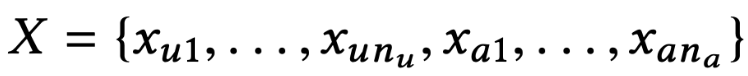 X = {x_{u1}, . . . , x_{un_u}, x_{a1}, . . . , x_{an_a}}